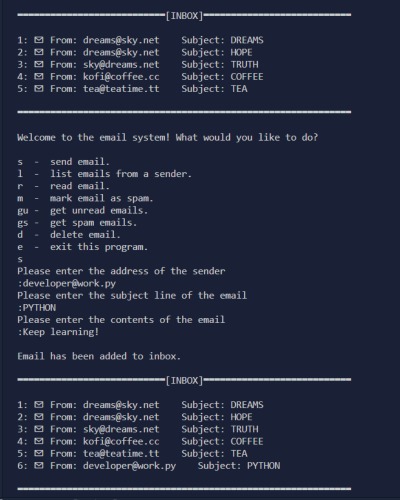 ══════════════════════════[INBOX]══════════════════════════
1: ✉ From: dreams@sky.net    Subject: DREAMS
2: ✉ From: dreams@sky.net    Subject: HOPE
3: ✉ From: sky@dreams.net    Subject: TRUTH
4: ✉ From: kofi@coffee.cc    Subject: COFFEE
5: ✉ From: tea@teatime.tt    Subject: TEA
Welcome to the email system! What would you like to do?
s  -  send email.
l  -  list emails from a sender.
r  -  read email.
m  -  mark email as spam.
gu -  get unread emails.
gs -  get spam emails.
d  -  delete email.
e  -  exit this program.
s
Please enter the address of the sender
:developer@work.py
Please enter the subject line of the email
:PYTHON
Please enter the contents of the email
:Keep learning!
Email has been added to inbox.
══════════════════════════[INBOX]══════════════════════════
1: ✉ From: dreams@sky.net    Subject: DREAMS
2: ✉ From: dreams@sky.net    Subject: HOPE
3: ✉ From: sky@dreams.net    Subject: TRUTH
4: ✉ From: kofi@coffee.cc    Subject: COFFEE
5: ✉ From: tea@teatime.tt    Subject: TEA
6: ✉ From: developer@work.py    Subject: PYTHON